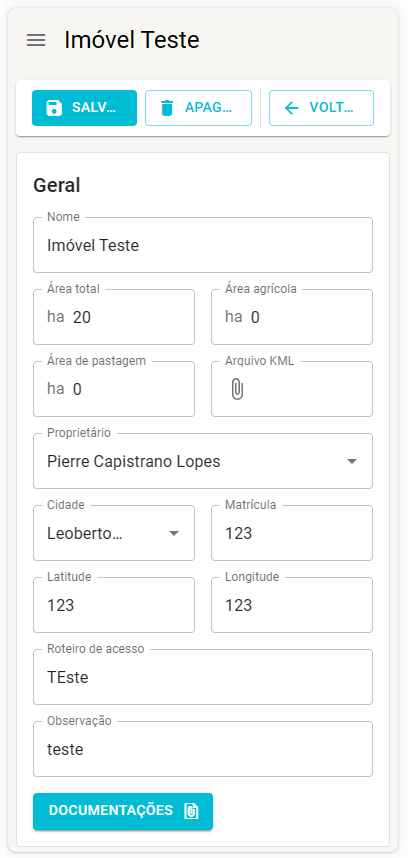 Imóvel Teste
SALV... APAG... VOLT...
Geral
Nome
Imóvel Teste
Área total Área agrícola
ha 20 ha 0
Área de pastagem Arquivo KML
ha 0
Proprietário
Pierre Capistrano Lopes
Cidade Matrícula
Leoberto... 123
Latitude Longitude
123 123
Roteiro de acesso
TEste
Observação
teste
DOCUMENTAÇÕES